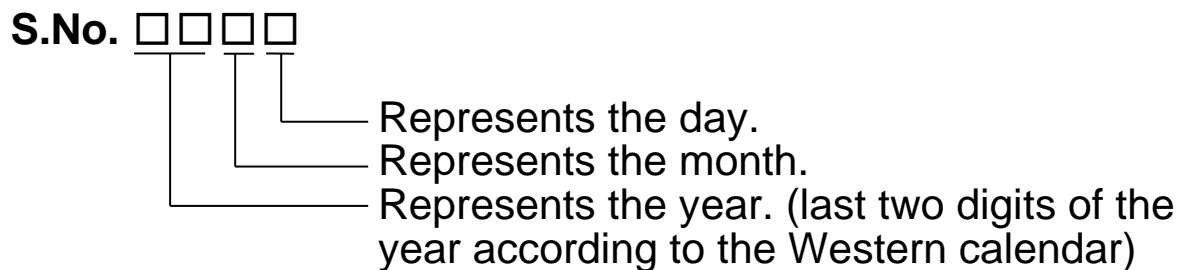 S.No. □□□□
Represents the day.
Represents the month.
Represents the year. (last two digits of the
year according to the Western calendar)